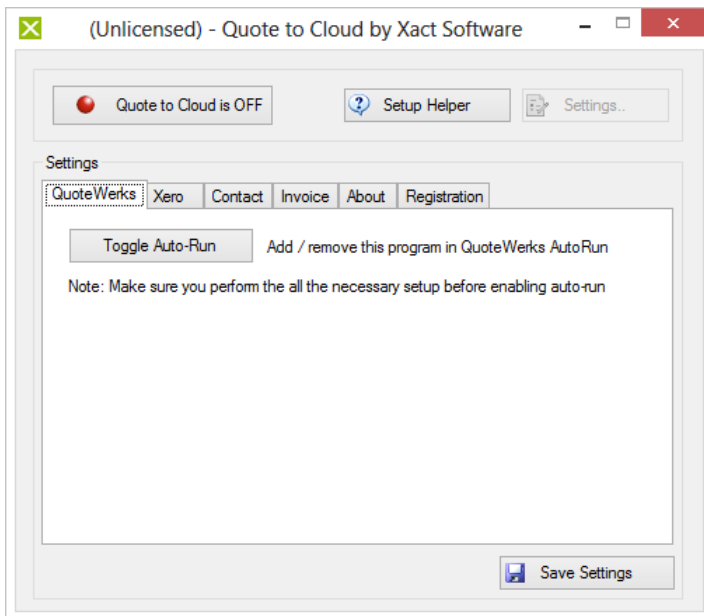 (Unlicensed) - Quote to Cloud by Xact Software
Quote to Cloud is OFF
Setup Helper
Settings..
Settings
QuoteWerks Xero Contact Invoice About Registration
Toggle Auto-Run Add / remove this program in QuoteWerks AutoRun
Note: Make sure you perform the all the necessary setup before enabling auto-run
Save Settings